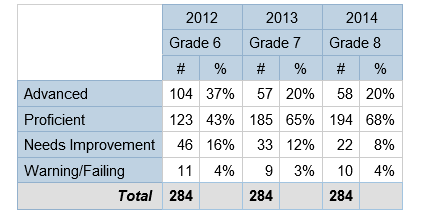 2012 2013 2014
Grade 6 Grade 7 Grade 8
# % # % # %
Advanced 104 37% 57 20% 58 20%
Proficient 123 43% 185 65% 194 68%
Needs Improvement 46 16% 33 12% 22 8%
Warning/Failing 11 4% 9 3% 10 4%
Total 284 284 284